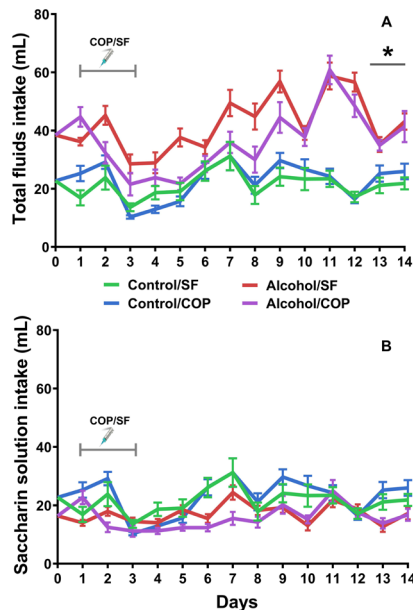 A
COP/SF
Total fluids intake (mL)
80
60
40
20
0
*
0 1 2 3 4 5 6 7 8 9 10 11 12 13 14
Control/SF Alcohol/SF
Control/COP Alcohol/COP
B
COP/SF
Saccharin solution intake (mL)
80
60
40
20
0
0 1 2 3 4 5 6 7 8 9 10 11 12 13 14
Days